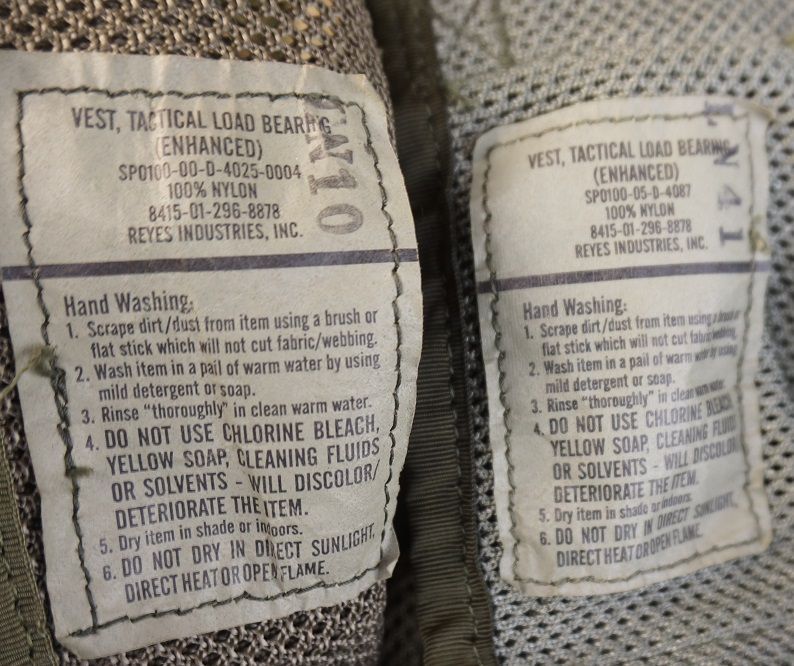 VEST, TACTICAL LOAD BEARING
(ENHANCED)
SP0100-00-D-4025-0004
100% NYLON
8415-01-296-8878
REYES INDUSTRIES, INC.
Hand Washing:
1. Scrape dirt/dust from item using a brush or
flat stick which will not cut fabric/webbing.
2. Wash item in a pail of warm water by using
mild detergent or soap.
3. Rinse "thoroughly" in clean warm water.
4. DO NOT USE CHLORINE BLEACH,
YELLOW SOAP, CLEANING FLUIDS
OR SOLVENTS - WILL DISCOLOR/
DETERIORATE THE ITEM.
5. Dry item in shade or indoors.
6. DO NOT DRY IN DIRECT SUNLIGHT,
DIRECT HEAT OR OPEN FLAME.
VEST, TACTICAL LOAD BEARING
(ENHANCED)
SP0100-05-D-4087
100% NYLON
8415-01-296-8878
REYES INDUSTRIES, INC.
Hand Washing:
1. Scrape dirt/dust from item using a brush or
flat stick which will not cut fabric/webbing.
2. Wash item in a pail of warm water by using
mild detergent or soap.
3. Rinse "thoroughly" in clean warm water.
4. DO NOT USE CHLORINE BLEACH,
YELLOW SOAP, CLEANING FLUIDS
OR SOLVENTS - WILL DISCOLOR/
DETERIORATE THE ITEM.
5. Dry item in shade or indoors.
6. DO NOT DRY IN DIRECT SUNLIGHT,
DIRECT HEAT OR OPEN FLAME.